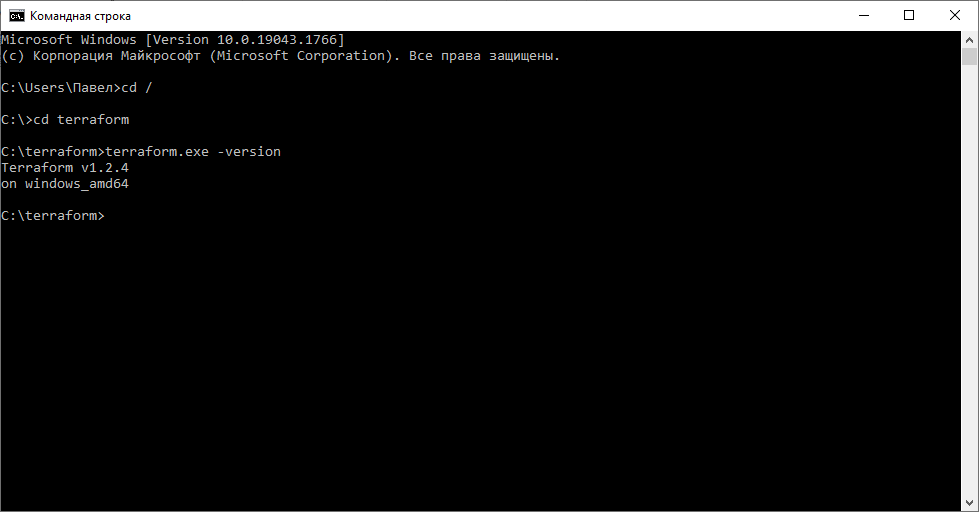 Командная строка
Microsoft Windows [Version 10.0.19043.1766]
(c) Корпорация Майкрософт (Microsoft Corporation). Все права защищены.
C:\Users\Павел>cd /
C:\>cd terraform
C:\terraform>terraform.exe -version
Terraform v1.2.4
on windows_amd64
C:\terraform>